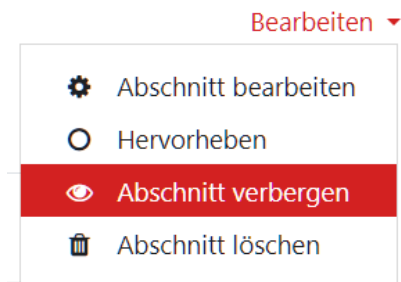 Bearbeiten
Abschnitt bearbeiten
Hervorheben
Abschnitt verbergen
Abschnitt löschen